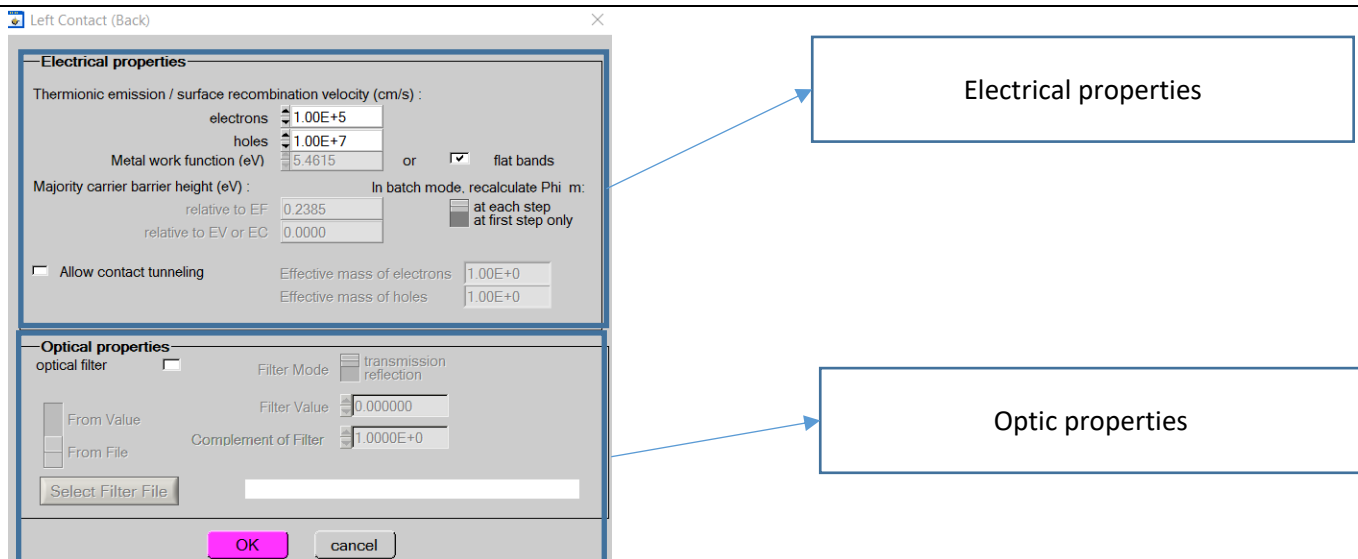 Left Contact (Back)
Electrical properties
Thermionic emission / surface recombination velocity (cm/s) :
electrons 1.00E+5
holes 1.00E+7
Metal work function (eV) 5.4615 or flat bands
Majority carrier barrier height (eV) : In batch mode, recalculate Phi m:
relative to EF 0.2385 at each step
at first step only
relative to EV or EC 0.0000
Allow contact tunneling Effective mass of electrons 1.00E+0
Effective mass of holes 1.00E+0
Optical properties
optical filter Filter Mode transmission
reflection
Filter Value 0.000000
From Value
Complement of Filter 1.0000E+0
From File
Select Filter File
OK cancel
Electrical properties
Optic properties